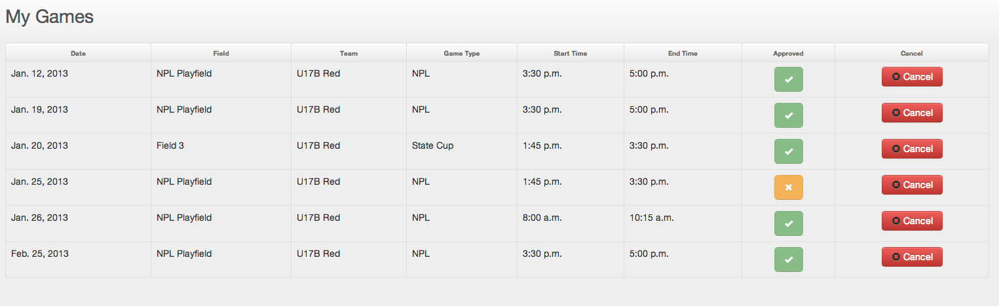 My Games
Date Field Team Game Type Start Time End Time Approved Cancel
Jan. 12, 2013 NPL Playfield U17B Red NPL 3:30 p.m. 5:00 p.m. Cancel
Jan. 19, 2013 NPL Playfield U17B Red NPL 3:30 p.m. 5:00 p.m. Cancel
Jan. 20, 2013 Field 3 U17B Red State Cup 1:45 p.m. 3:30 p.m. Cancel
Jan. 25, 2013 NPL Playfield U17B Red NPL 1:45 p.m. 3:30 p.m. Cancel
Jan. 26, 2013 NPL Playfield U17B Red NPL 8:00 a.m. 10:15 a.m. Cancel
Feb. 25, 2013 NPL Playfield U17B Red NPL 3:30 p.m. 5:00 p.m. Cancel